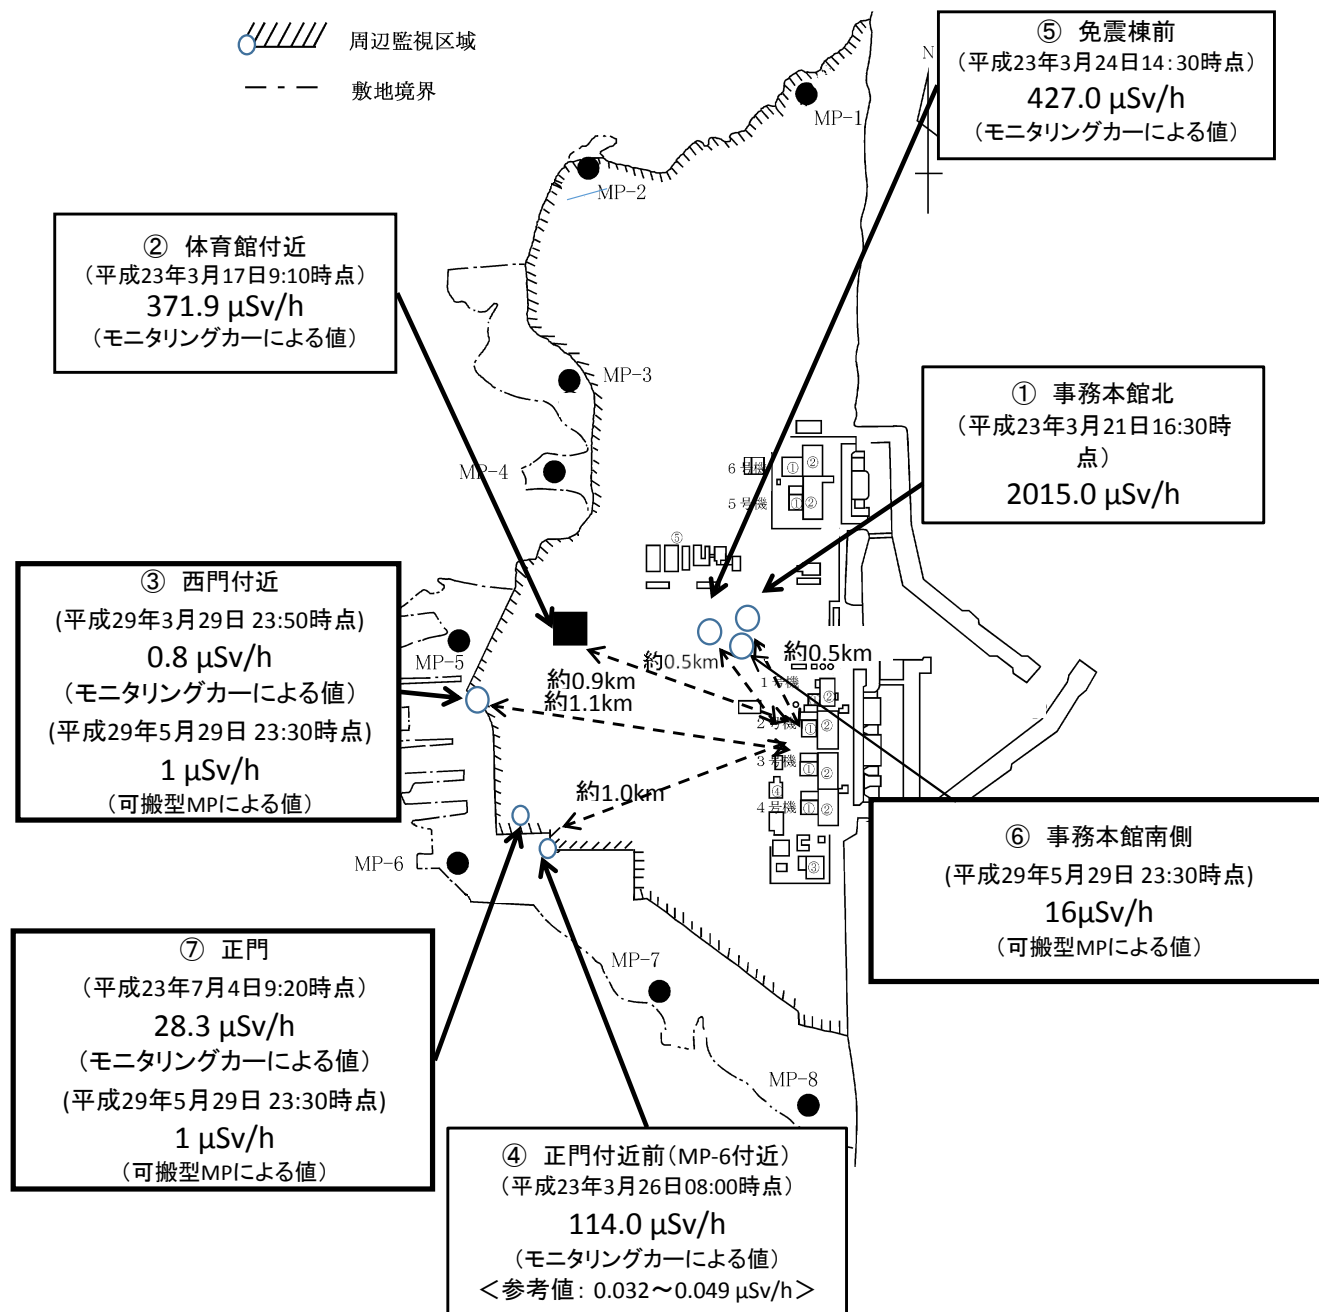 周辺監視区域
敷地境界
⑤ 免震棟前
(平成23年3月24日14:30時点)
427.0 μSv/h
(モニタリングカーによる値)
N
MP-1
MP-2
② 体育館付近
(平成23年3月17日9:10時点)
371.9 μSv/h
(モニタリングカーによる値)
MP-3
① 事務本館北
(平成23年3月21日16:30時
点)
2015.0 μSv/h
MP-4
6号機
① ②
5号機
① ②
⑤
③ 西門付近
(平成29年3月29日 23:50時点)
0.8 μSv/h
(モニタリングカーによる値)
(平成29年5月29日 23:30時点)
1 μSv/h
(可搬型MPによる値)
MP-5
約0.5km
約0.5km
約0.9km
約1.1km
1号機
②
2号機
① ②
3号機
① ②
④
約1.0km
4号機
① ②
③
MP-6
⑥ 事務本館南側
(平成29年5月29日 23:30時点)
16μSv/h
(可搬型MPによる値)
⑦ 正門
(平成23年7月4日9:20時点)
28.3 μSv/h
(モニタリングカーによる値)
(平成29年5月29日 23:30時点)
1 μSv/h
(可搬型MPによる値)
MP-7
MP-8
④ 正門付近前(MP-6付近)
(平成23年3月26日08:00時点)
114.0 μSv/h
(モニタリングカーによる値)
<参考値: 0.032~0.049 μSv/h>